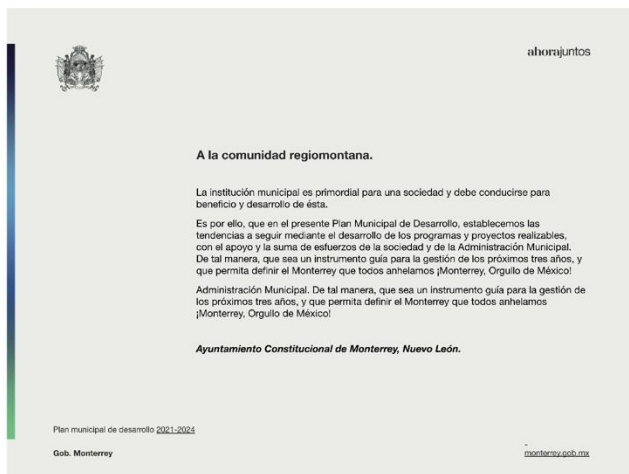 ahorajuntos
A la comunidad regiomontana.
La institución municipal es primordial para una sociedad y debe conducirse para
beneficio y desarrollo de ésta.
Es por ello, que en el presente Plan Municipal de Desarrollo, establecemos las
tendencias a seguir mediante el desarrollo de los programas y proyectos realizables,
con el apoyo y la suma de esfuerzos de la sociedad y de la Administración Municipal.
De tal manera, que sea un instrumento guía para la gestión de los próximos tres años, y
que permita definir el Monterrey que todos anhelamos ¡Monterrey, Orgullo de México!
Administración Municipal. De tal manera, que sea un instrumento guía para la gestión de
los próximos tres años, y que permita definir el Monterrey que todos anhelamos
¡Monterrey, Orgullo de México!
Ayuntamiento Constitucional de Monterrey, Nuevo León.
Plan municipal de desarrollo 2021-2024
Gob. Monterrey
monterrey.gob.mx